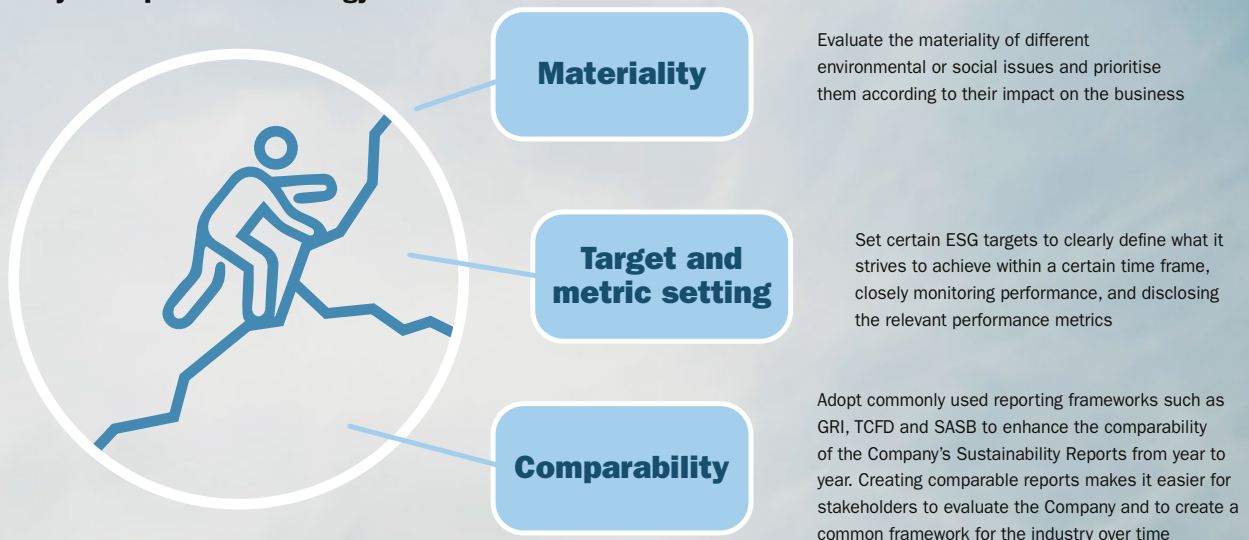 Materiality
Evaluate the materiality of different
environmental or social issues and prioritise
them according to their impact on the business
Target and
metric setting
Set certain ESG targets to clearly define what it
strives to achieve within a certain time frame,
closely monitoring performance, and disclosing
the relevant performance metrics
Comparability
Adopt commonly used reporting frameworks such as
GRI, TCFD and SASB to enhance the comparability
of the Company's Sustainability Reports from year to
year. Creating comparable reports makes it easier for
stakeholders to evaluate the Company and to create a
common framework for the industry over time